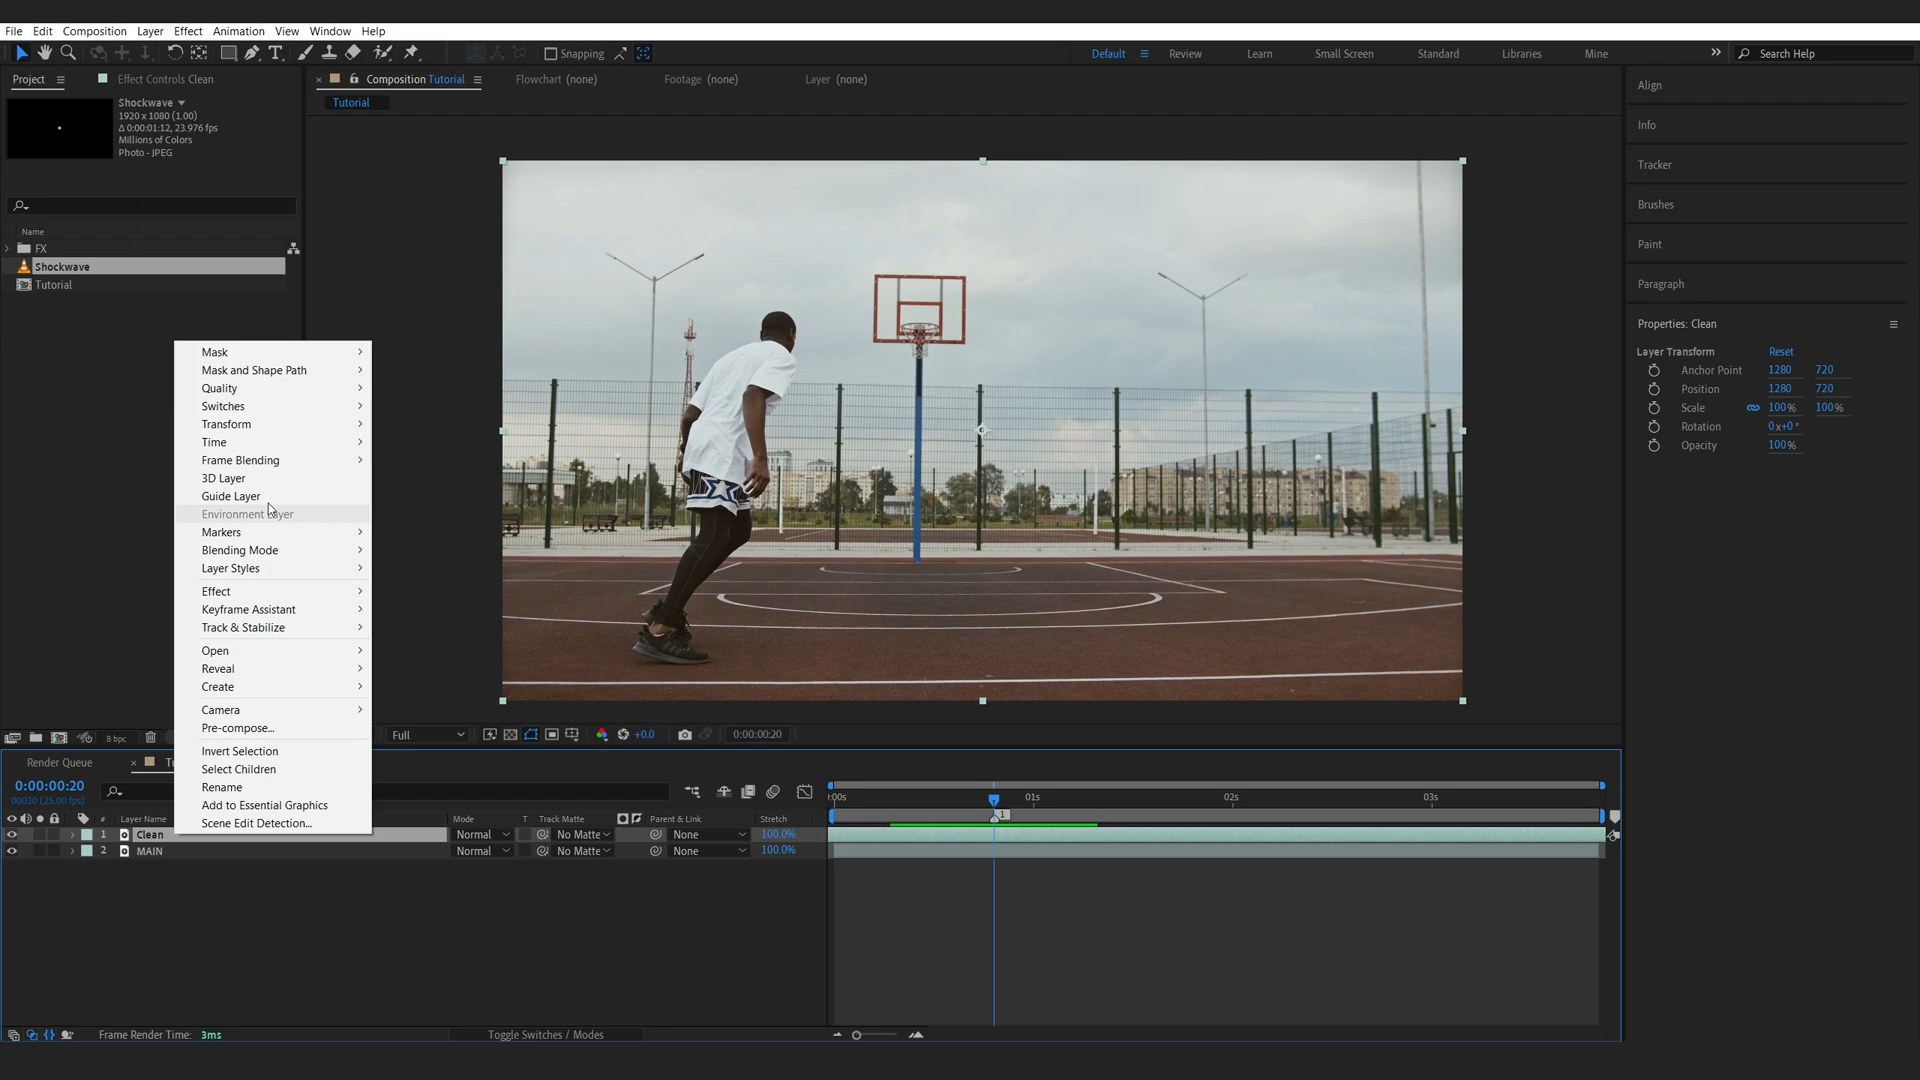 File Edit Composition Layer Effect Animation View Window Help
Snapping
Default Review Learn Small Screen Standard Libraries Mine » Search Help
Project Effect Controls Clean
Shockwave
1920 x 1080 (1.00)
Δ 0:00:01:12, 23.976 fps
Millions of Colors
Photo - JPEG
Name
FX
Shockwave
Tutorial
× Composition Tutorial Flowchart (none) Footage (none) Layer (none)
Tutorial
Align
Info
Tracker
Brushes
Paint
Paragraph
Properties: Clean
Layer Transform Reset
Anchor Point 1280 720
Position 1280 720
Scale 100% 100%
Rotation 0x+0°
Opacity 100%
Mask
Mask and Shape Path
Quality
Switches
Transform
Time
Frame Blending
3D Layer
Guide Layer
Environment Layer
Markers
Blending Mode
Layer Styles
Effect
Keyframe Assistant
Track & Stabilize
Open
Reveal
Create
Camera
Pre-compose...
Invert Selection
Select Children
Rename
Add to Essential Graphics
Scene Edit Detection...
8 bpc
Full +0.0 0:00:00:20
Render Queue × Tu
0:00:00:20
00020 (25.00 fps)
:00s 01s 02s 03s
# Layer Name Mode T Track Matte Parent & Link Stretch
1
1 Clean Normal No Matte None 100.0%
2 MAIN Normal No Matte None 100.0%
Frame Render Time: 3ms Toggle Switches / Modes